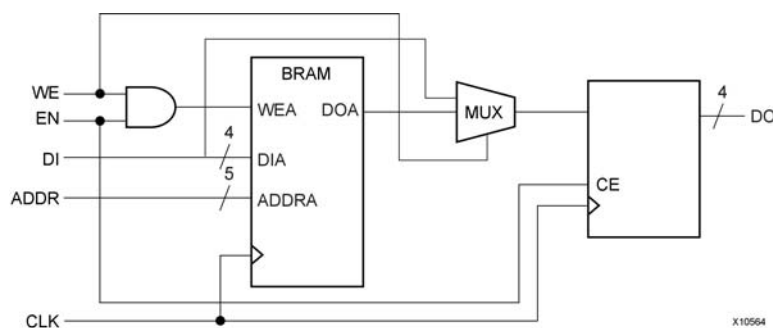 BRAM
WE
EN
WEA
DOA
MUX
4
DO
DI
4
DIA
ADDR
5
ADDRA
CE
CLK
X10564